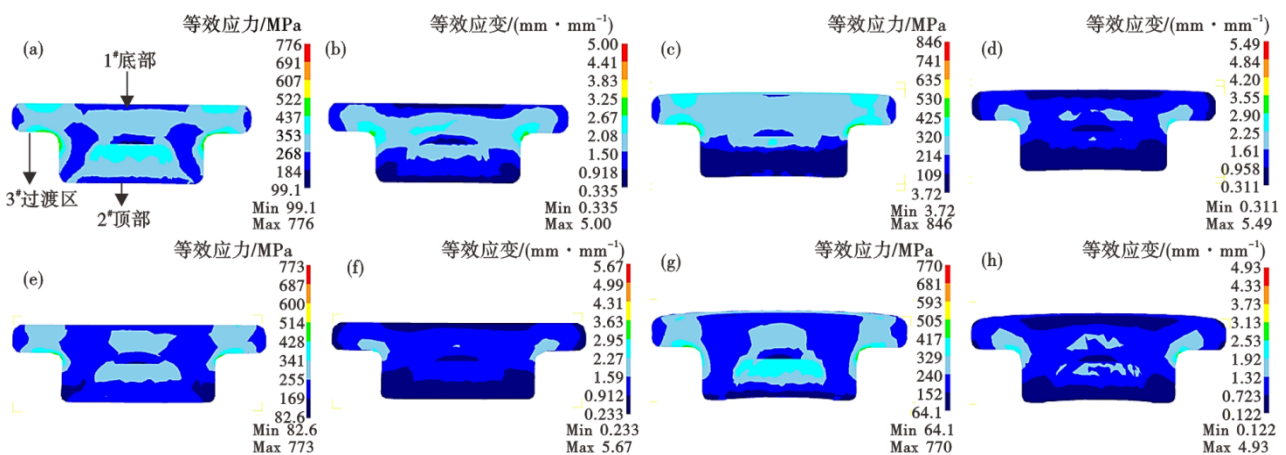 等效应力/MPa
(a)
1#底部
776
691
607
522
437
353
268
184
99.1
Min 99.1
Max 776
3#过渡区
2#顶部
等效应变/(mm·mm⁻¹)
(b)
5.00
4.41
3.83
3.25
2.67
2.08
1.50
0.918
0.335
Min 0.335
Max 5.00
等效应力/MPa
(c)
846
741
635
530
425
320
214
109
3.72
Min 3.72
Max 846
等效应变/(mm·mm⁻¹)
(d)
5.49
4.84
4.20
3.55
2.90
2.25
1.61
0.958
0.311
Min 0.311
Max 5.49
等效应力/MPa
(e)
773
687
600
514
428
341
255
169
82.6
Min 82.6
Max 773
等效应变/(mm·mm⁻¹)
(f)
5.67
4.99
4.31
3.63
2.95
2.27
1.59
0.912
0.233
Min 0.233
Max 5.67
等效应力/MPa
(g)
770
681
593
505
417
329
240
152
64.1
Min 64.1
Max 770
等效应变/(mm·mm⁻¹)
(h)
4.93
4.33
3.73
3.13
2.53
1.92
1.32
0.723
0.122
Min 0.122
Max 4.93